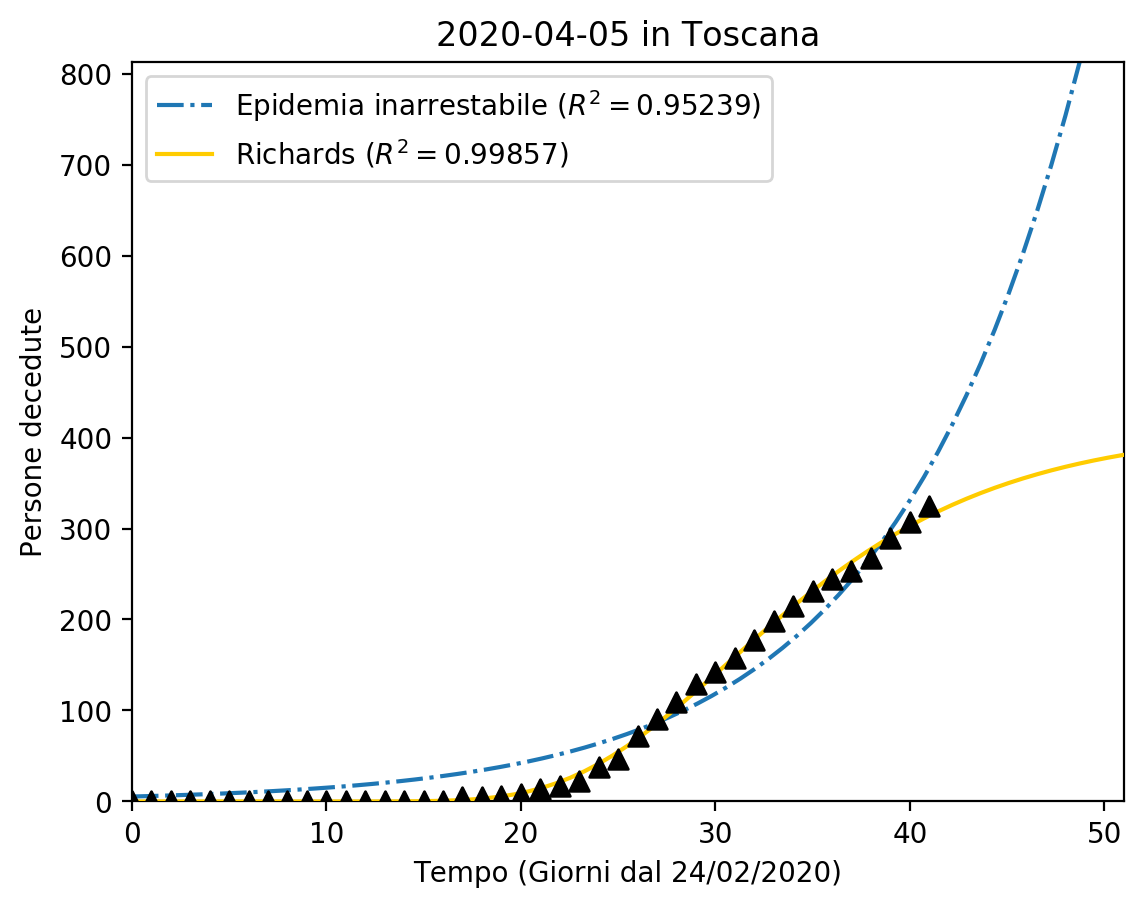 2020-04-05 in Toscana
Epidemia inarrestabile (R² = 0.95239)
Richards (R² = 0.99857)
Persone decedute
800
700
600
500
400
300
200
100
0
0 10 20 30 40 50
Tempo (Giorni dal 24/02/2020)